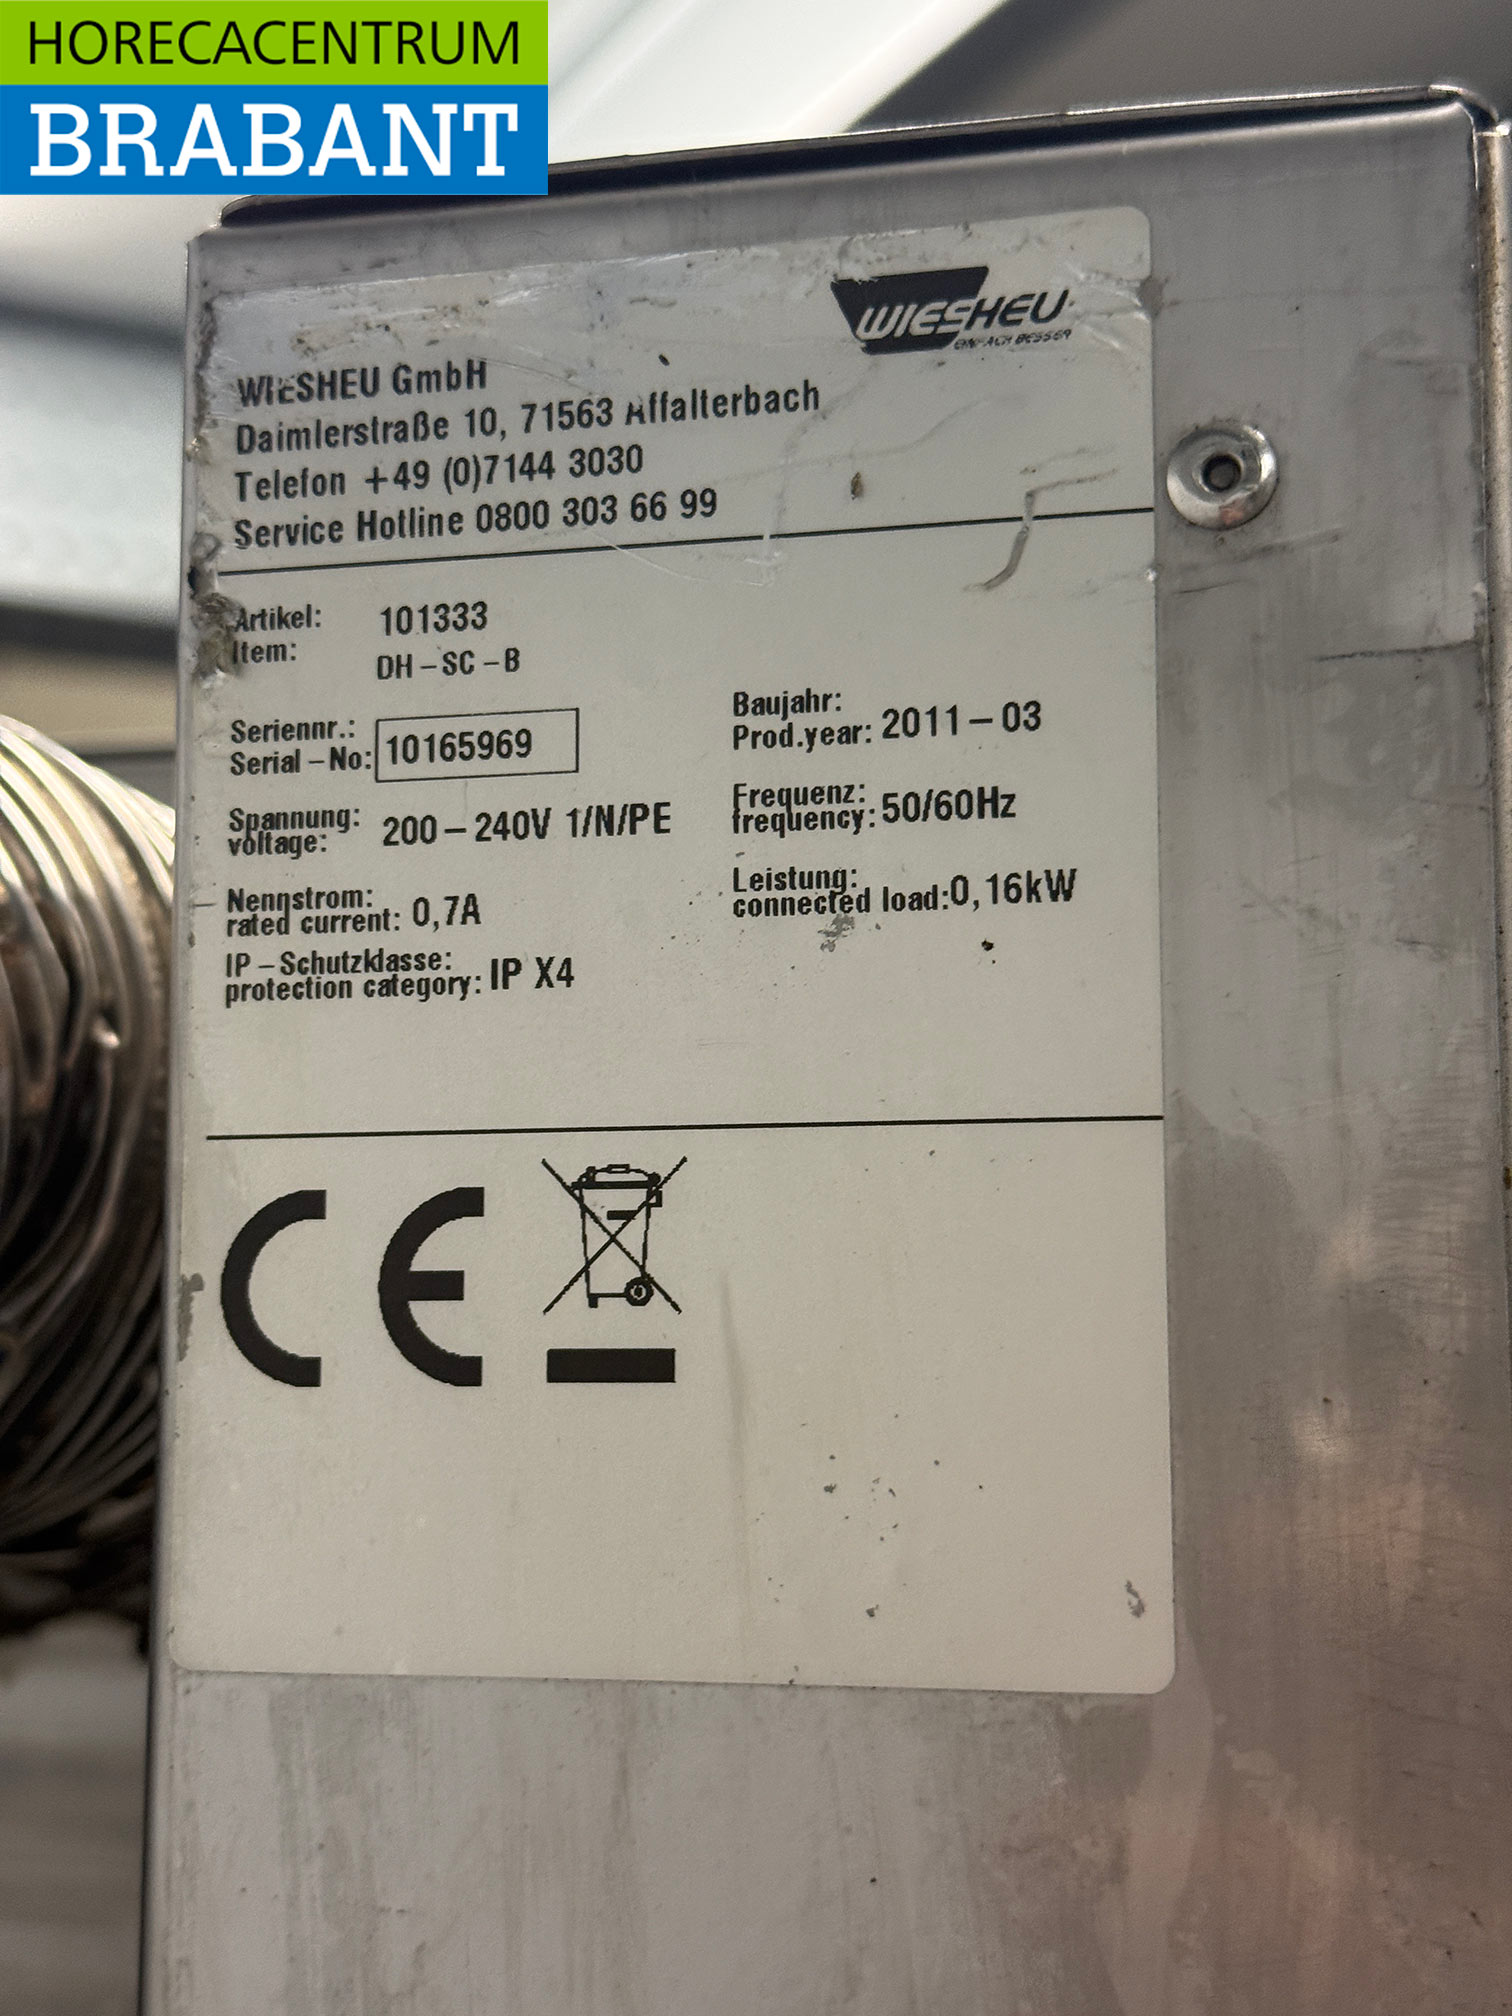 HORECACENTRUM
BRABANT
WIESHEU
EINFACH BESSER
WIESHEU GmbH
Daimlerstraße 10, 71563 Affalterbach
Telefon +49 (0)7144 3030
Service Hotline 0800 303 66 99
Artikel: 101333
Item: DH-SC-B
Seriennr.:
Serial-No: 10165969
Baujahr:
Prod.year: 2011-03
Spannung:
voltage: 200-240V 1/N/PE
Frequenz:
frequency: 50/60Hz
Nennstrom:
rated current: 0,7A
Leistung:
connected load: 0,16kW
IP-Schutzklasse:
protection category: IP X4
CE